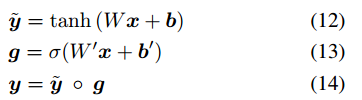 ỹ = tanh (Wx + b) (12)
g = σ(W′x + b′) (13)
y = ỹ ∘ g (14)